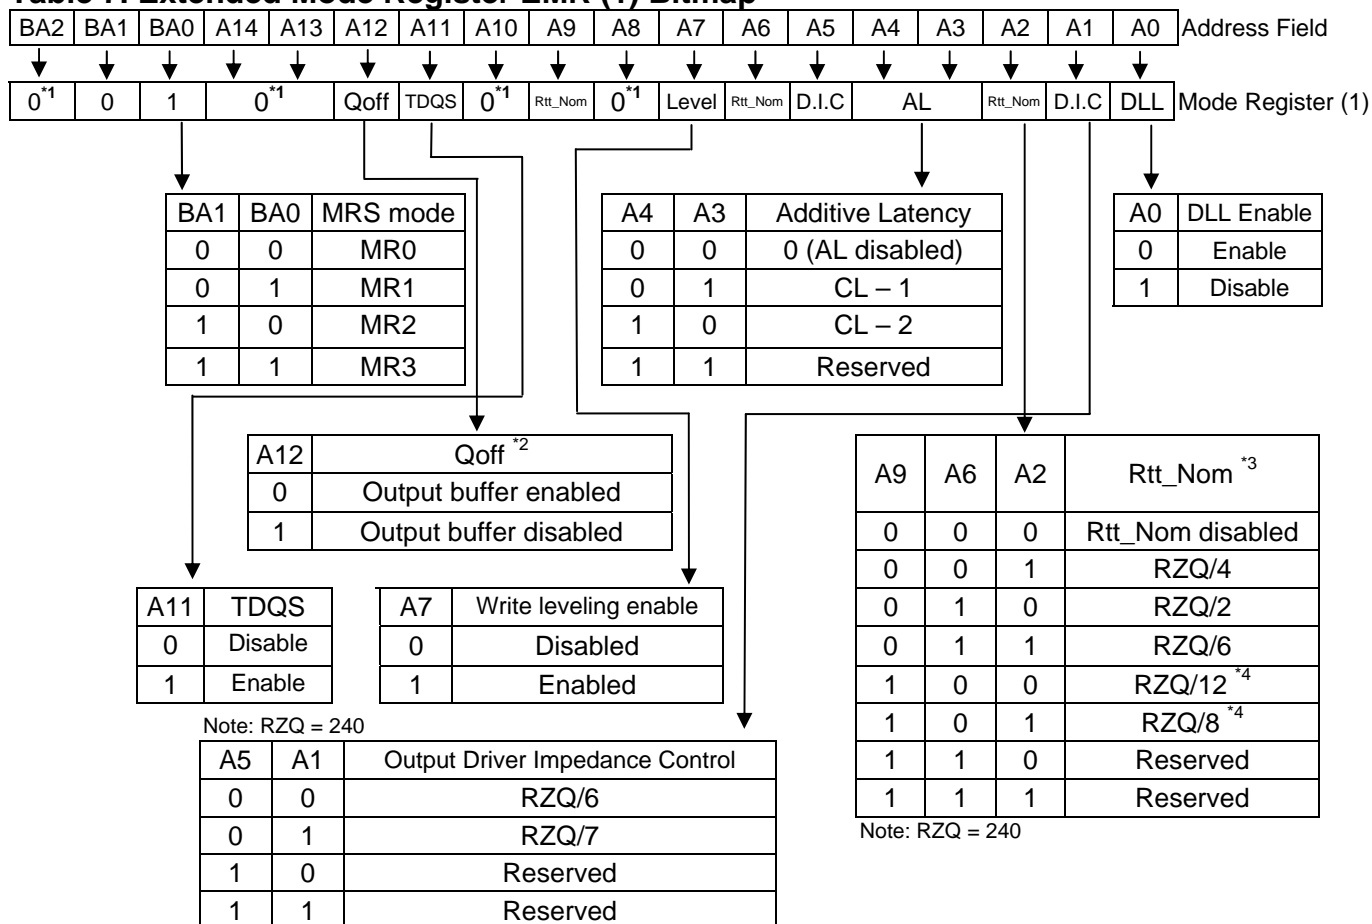 Table 7. Extended Mode Register EMR (1) Bitmap
BA2 BA1 BA0 A14 A13 A12 A11 A10 A9 A8 A7 A6 A5 A4 A3 A2 A1 A0 Address Field
0*1 0 1 0*1 Qoff TDQS 0*1 Rtt_Nom 0*1 Level Rtt_Nom D.I.C AL Rtt_Nom D.I.C DLL Mode Register (1)
BA1 BA0 MRS mode
0 0 MR0
0 1 MR1
1 0 MR2
1 1 MR3
A4 A3 Additive Latency
0 0 0 (AL disabled)
0 1 CL – 1
1 0 CL – 2
1 1 Reserved
A0 DLL Enable
0 Enable
1 Disable
A12 Qoff *2
0 Output buffer enabled
1 Output buffer disabled
A9 A6 A2 Rtt_Nom *3
0 0 0 Rtt_Nom disabled
0 0 1 RZQ/4
0 1 0 RZQ/2
0 1 1 RZQ/6
1 0 0 RZQ/12 *4
1 0 1 RZQ/8 *4
1 1 0 Reserved
1 1 1 Reserved
Note: RZQ = 240
A11 TDQS
0 Disable
1 Enable
A7 Write leveling enable
0 Disabled
1 Enabled
Note: RZQ = 240
A5 A1 Output Driver Impedance Control
0 0 RZQ/6
0 1 RZQ/7
1 0 Reserved
1 1 Reserved